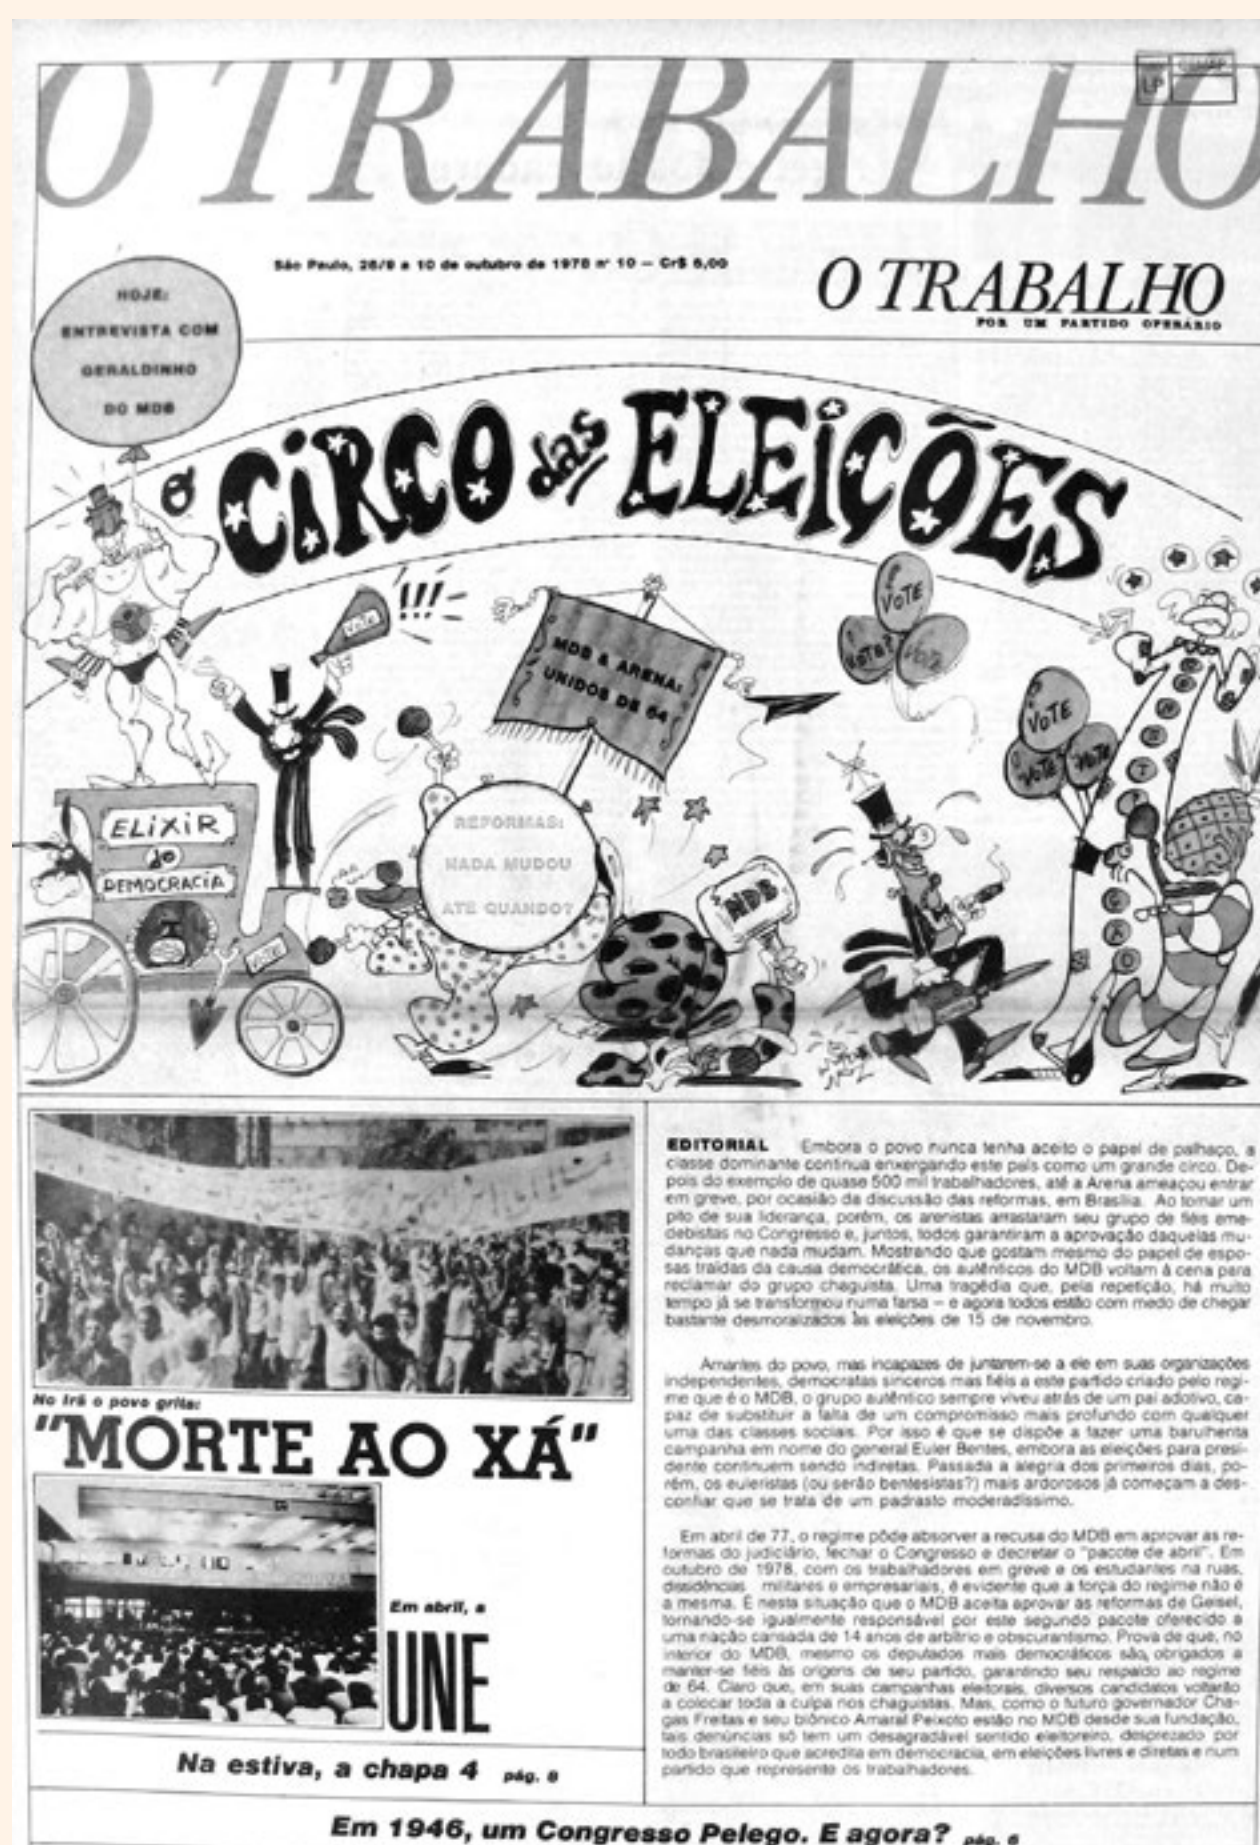 O TRABALHO
LP
São Paulo, 26/9 a 10 de outubro de 1978 nº 10 — Cr$ 6,00
O TRABALHO
POR UM PARTIDO OPERÁRIO
HOJE:
ENTREVISTA COM
GERALDINHO
DO MDB
O CIRCO das ELEIÇÕES
VOTE
!!!
MDB & ARENA:
UNIDOS DE 64
VOTE
VOTE?
VOTE
VOTE
VOTE
VOTE
ELIXIR
de
DEMOCRACIA
REFORMAS:
NADA MUDOU
ATÉ QUANDO?
MDB
EDITORIAL Embora o povo nunca tenha aceito o papel de palhaço, a
classe dominante continua enxergando este país como um grande circo. De-
pois do exemplo de quase 500 mil trabalhadores, até a Arena ameaçou entrar
em greve, por ocasião da discussão das reformas, em Brasília. Ao tomar um
pito de sua liderança, porém, os arenistas arrastaram seu grupo de fiéis eme-
debistas no Congresso e, juntos, todos garantiram a aprovação daquelas mu-
danças que nada mudam. Mostrando que gostam mesmo do papel de espo-
sas traídas da causa democrática, os autênticos do MDB voltam à cena para
reclamar do grupo chaguista. Uma tragédia que, pela repetição, há muito
tempo já se transformou numa farsa — e agora todos estão com medo de chegar
bastante desmoralizados às eleições de 15 de novembro.
Amantes do povo, mas incapazes de juntarem-se a ele em suas organizações
independentes, democratas sinceros mas fiéis a este partido criado pelo regi-
me que é o MDB, o grupo autêntico sempre viveu atrás de um pai adotivo, ca-
paz de substituir a falta de um compromisso mais profundo com qualquer
uma das classes sociais. Por isso é que se dispõe a fazer uma barulhenta
campanha em nome do general Euler Bentes, embora as eleições para presi-
dente continuem sendo indiretas. Passada a alegria dos primeiros dias, po-
rém, os euleristas (ou serão bentesistas?) mais ardorosos já começam a des-
confiar que se trata de um padrasto moderadíssimo.
Em abril de 77, o regime pôde absorver a recusa do MDB em aprovar as re-
formas do judiciário, fechar o Congresso e decretar o "pacote de abril". Em
outubro de 1978, com os trabalhadores em greve e os estudantes na ruas,
dissidências militares e empresariais, é evidente que a força do regime não é
a mesma. É nesta situação que o MDB aceita aprovar as reformas de Geisel,
tornando-se igualmente responsável por este segundo pacote oferecido a
uma nação cansada de 14 anos de arbítrio e obscurantismo. Prova de que, no
interior do MDB, mesmo os deputados mais democráticos são, obrigados a
manter-se fiéis às origens de seu partido, garantindo seu respaldo ao regime
de 64. Claro que, em suas campanhas eleitorais, diversos candidatos voltarão
a colocar toda a culpa nos chaguistas. Mas, como o futuro governador Cha-
gas Freitas e seu biônico Amaral Peixoto estão no MDB desde sua fundação,
tais denúncias só tem um desagradável sentido eleitoreiro, desprezado por
todo brasileiro que acredita em democracia, em eleições livres e diretas e num
partido que represente os trabalhadores.
No Irã o povo grita:
"MORTE AO XÁ"
Em abril, a
UNE
Na estiva, a chapa 4 pág. 8
Em 1946, um Congresso Pelego. E agora? pág. 6